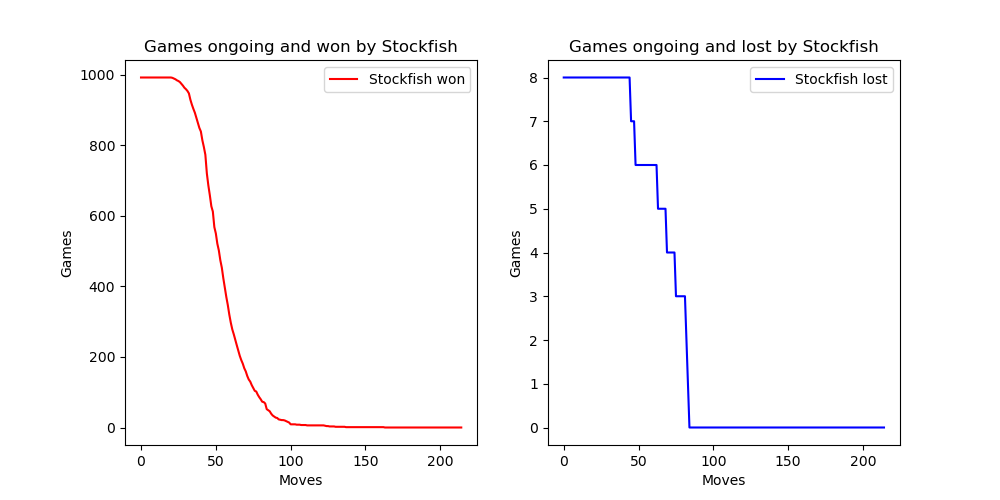 Games ongoing and won by Stockfish
Stockfish won
1000
800
600
400
200
0
Games
0 50 100 150 200
Moves
Games ongoing and lost by Stockfish
Stockfish lost
8
7
6
5
4
3
2
1
0
Games
0 50 100 150 200
Moves